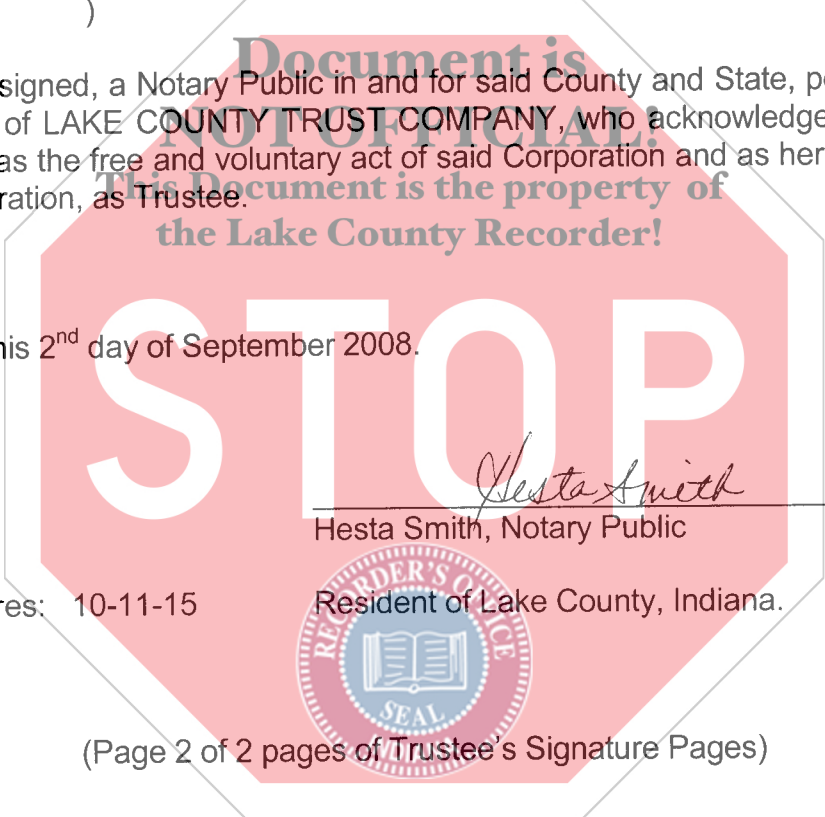 )
Document is
signed, a Notary Public in and for said County and State, p
NOT OFFICIAL!
of LAKE COUNTY TRUST COMPANY, who acknowledge
as the free and voluntary act of said Corporation and as her
This Document is the property of
ration, as Trustee.
the Lake County Recorder!
his 2nd day of September 2008.
STOP
Hesta Smith
Hesta Smith, Notary Public
RECORDER'S OFFICE
res: 10-11-15 Resident of Lake County, Indiana.
SEAL
(Page 2 of 2 pages of Trustee's Signature Pages)